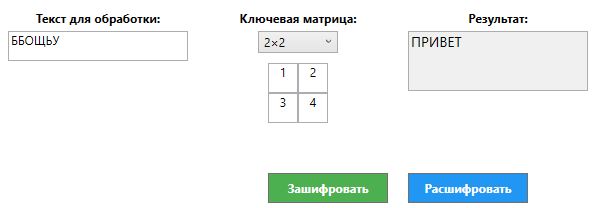 Текст для обработки:
ББОЩЬУ
Ключевая матрица:
2×2
1 2
3 4
Результат:
ПРИВЕТ
Зашифровать
Расшифровать